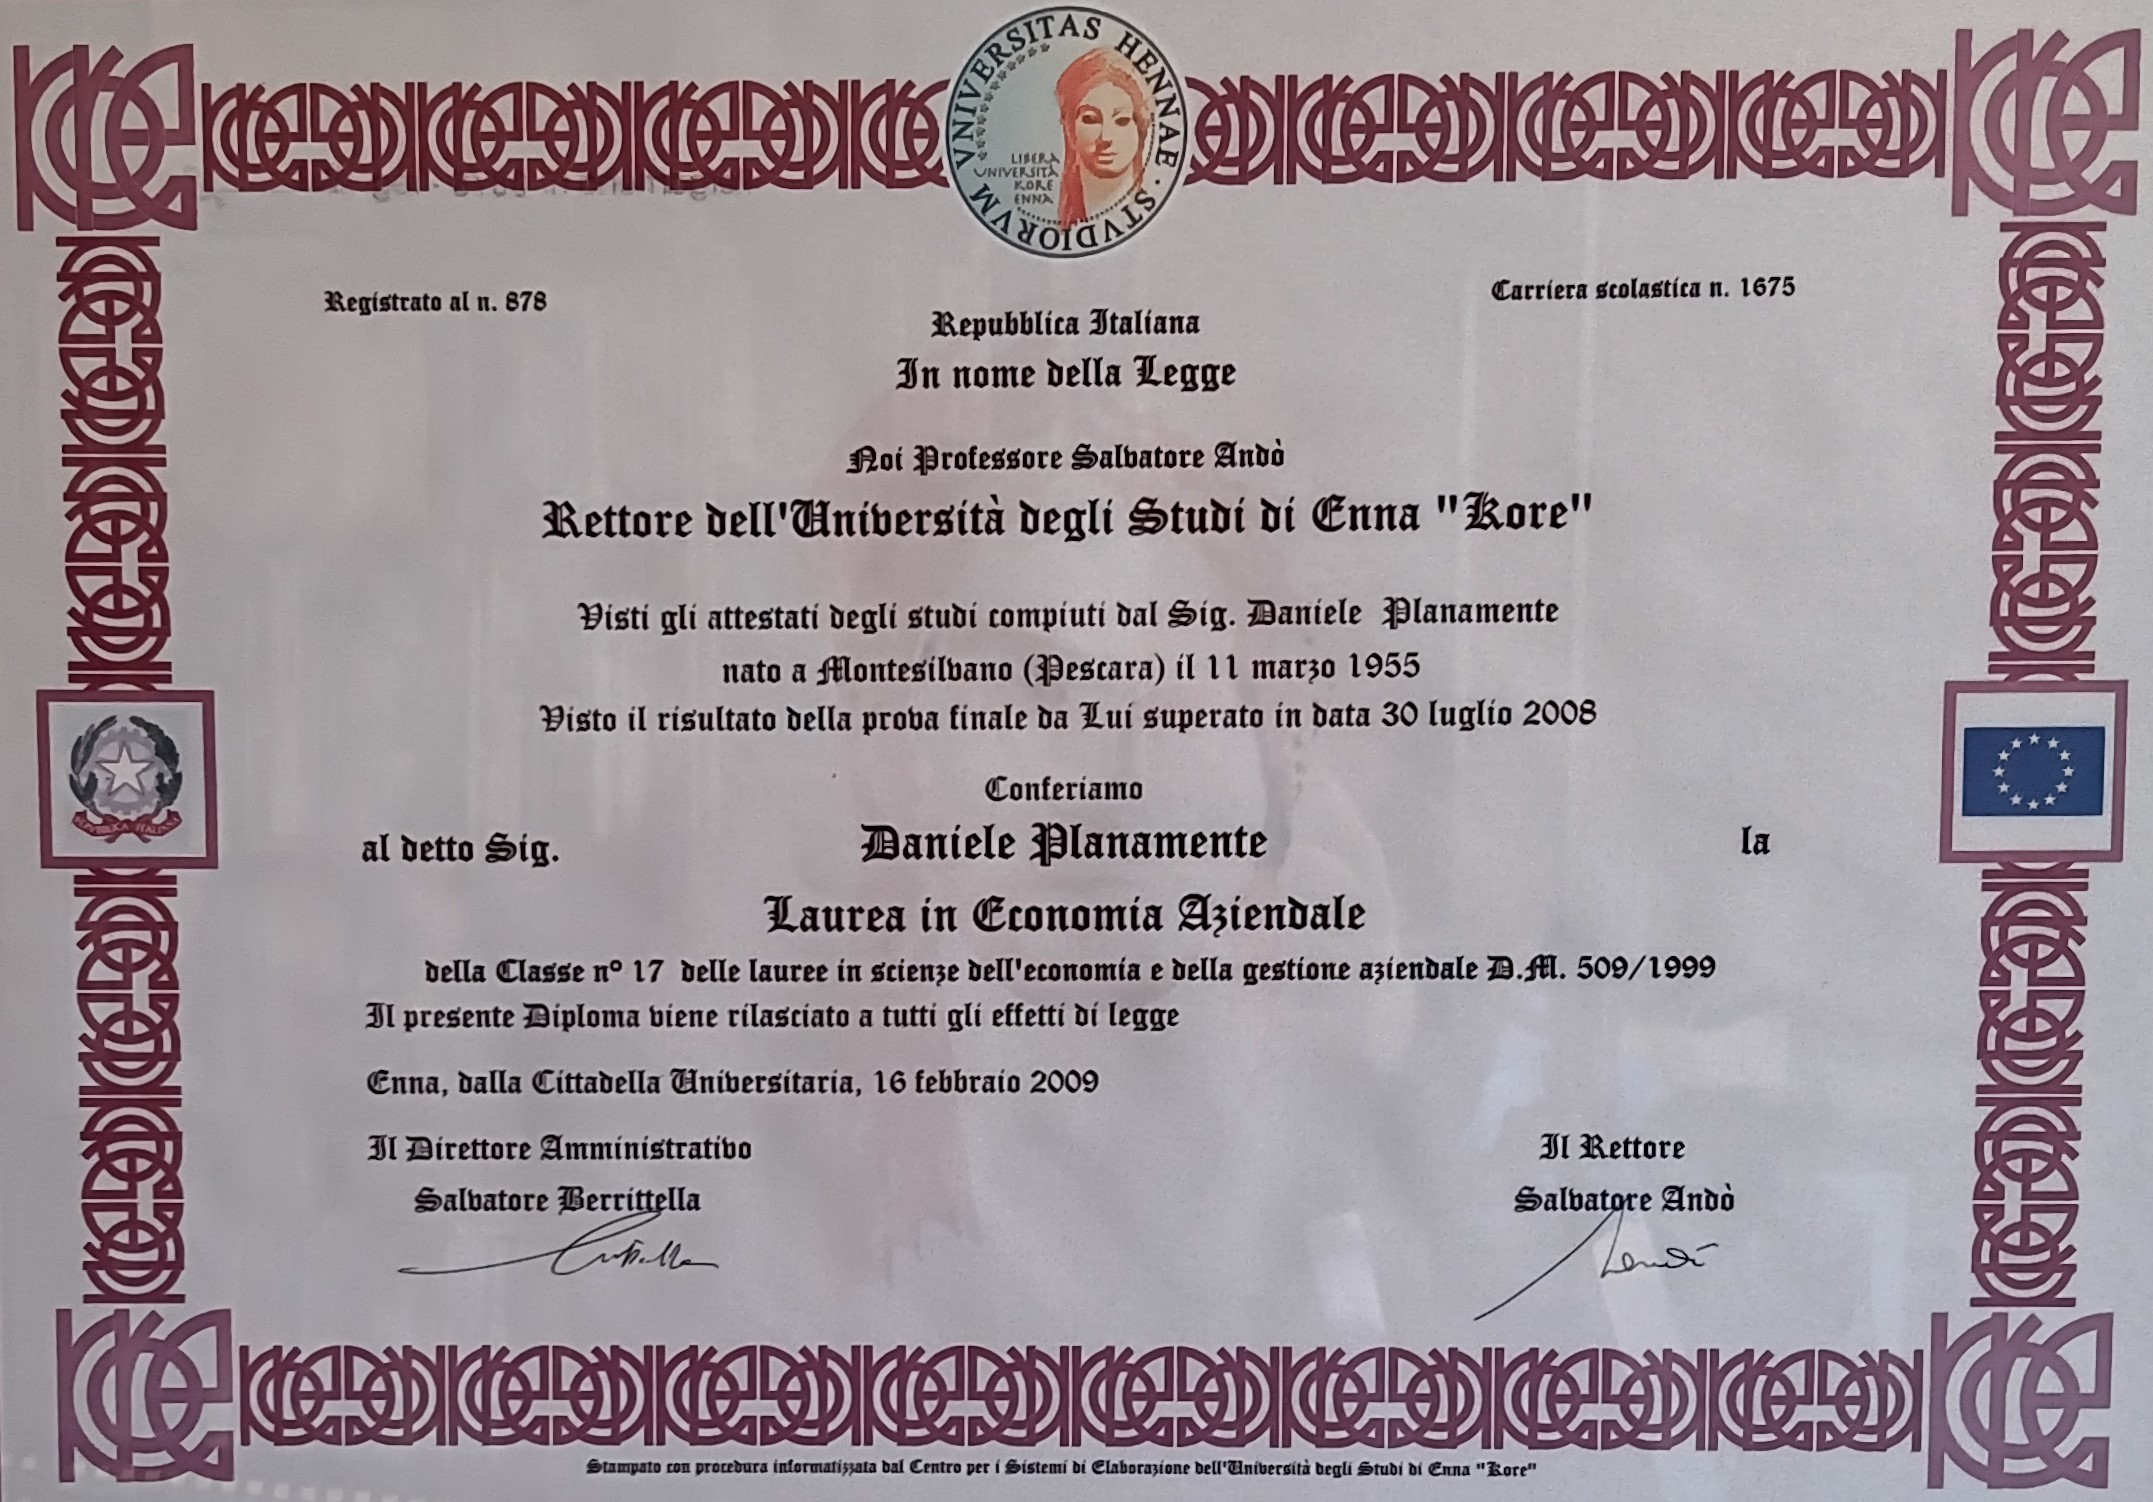 VNIVERSITAS HENNAE · STVDIORVM
LIBERA
UNIVERSITÀ
KORE
ENNA
Registrato al n. 878
Carriera scolastica n. 1675
Repubblica Italiana
In nome della Legge
Noi Professore Salvatore Andò
Rettore dell'Università degli Studi di Enna "Kore"
Visti gli attestati degli studi compiuti dal Sig. Daniele Planamente
nato a Montesilvano (Pescara) il 11 marzo 1955
Visto il risultato della prova finale da Lui superato in data 30 luglio 2008
Conferiamo
al detto Sig. Daniele Planamente la
Laurea in Economia Aziendale
della Classe n° 17 delle lauree in scienze dell'economia e della gestione aziendale D.M. 509/1999
Il presente Diploma viene rilasciato a tutti gli effetti di legge
Enna, dalla Cittadella Universitaria, 16 febbraio 2009
Il Direttore Amministrativo
Salvatore Berrittella
Il Rettore
Salvatore Andò
REPVBBLICA ITALIANA
Stampato con procedura informatizzata dal Centro per i Sistemi di Elaborazione dell'Università degli Studi di Enna "Kore"